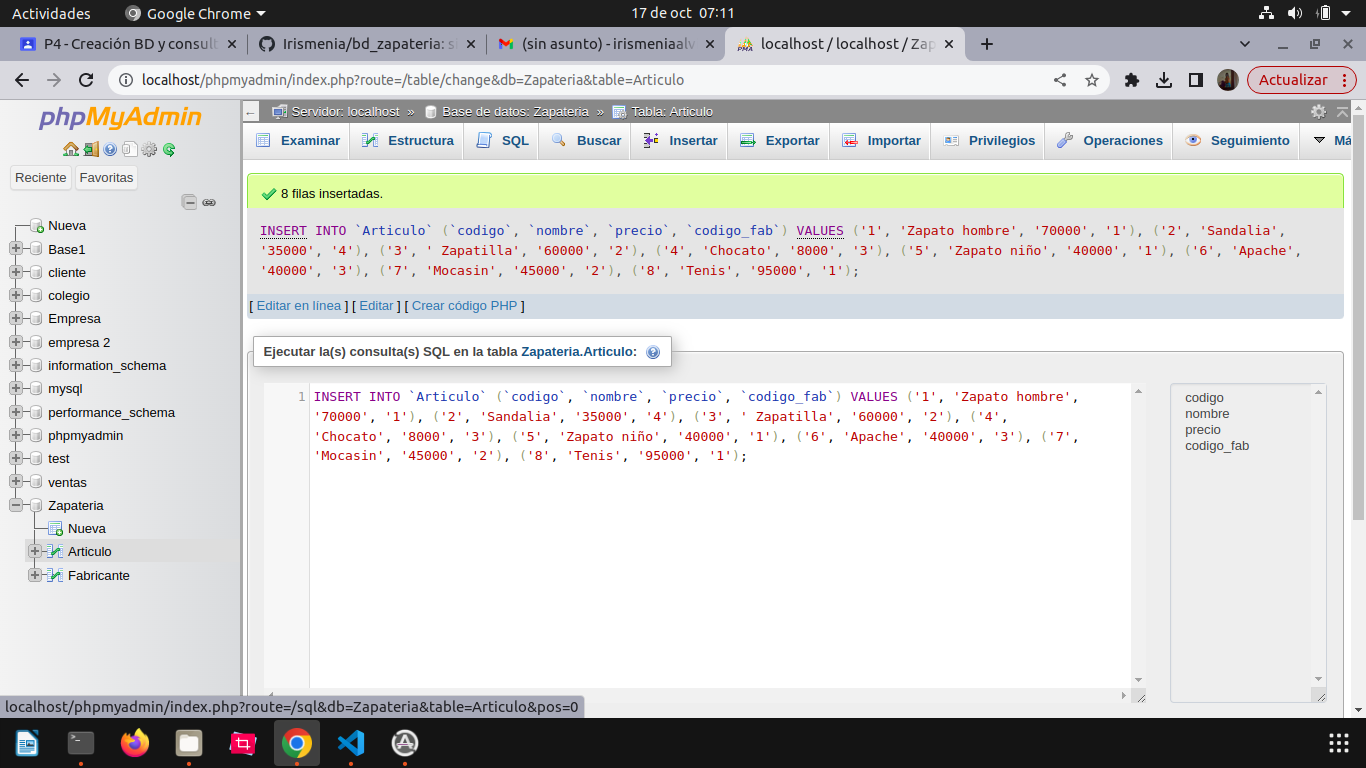 Actividades
Google Chrome
17 de oct 07:11
P4 - Creación BD y consult
Irismenia/bd_zapateria: s
(sin asunto) - irismeniaalv
localhost / localhost / Zap
localhost/phpmyadmin/index.php?route=/table/change&db=Zapateria&table=Articulo
Actualizar
phpMyAdmin
Reciente
Favoritas
Nueva
Base1
cliente
colegio
Empresa
empresa 2
information_schema
mysql
performance_schema
phpmyadmin
test
ventas
Zapateria
Nueva
Articulo
Fabricante
Servidor: localhost » Base de datos: Zapateria » Tabla: Articulo
Examinar
Estructura
SQL
Buscar
Insertar
Exportar
Importar
Privilegios
Operaciones
Seguimiento
Má
8 filas insertadas.
INSERT INTO `Articulo` (`codigo`, `nombre`, `precio`, `codigo_fab`) VALUES ('1', 'Zapato hombre', '70000', '1'), ('2', 'Sandalia',
'35000', '4'), ('3', ' Zapatilla', '60000', '2'), ('4', 'Chocato', '8000', '3'), ('5', 'Zapato niño', '40000', '1'), ('6', 'Apache',
'40000', '3'), ('7', 'Mocasin', '45000', '2'), ('8', 'Tenis', '95000', '1');
[ Editar en línea ] [ Editar ] [ Crear código PHP ]
Ejecutar la(s) consulta(s) SQL en la tabla Zapateria.Articulo:
1
INSERT INTO `Articulo` (`codigo`, `nombre`, `precio`, `codigo_fab`) VALUES ('1', 'Zapato hombre',
'70000', '1'), ('2', 'Sandalia', '35000', '4'), ('3', ' Zapatilla', '60000', '2'), ('4',
'Chocato', '8000', '3'), ('5', 'Zapato niño', '40000', '1'), ('6', 'Apache', '40000', '3'), ('7',
'Mocasin', '45000', '2'), ('8', 'Tenis', '95000', '1');
codigo
nombre
precio
codigo_fab
localhost/phpmyadmin/index.php?route=/sql&db=Zapateria&table=Articulo&pos=0